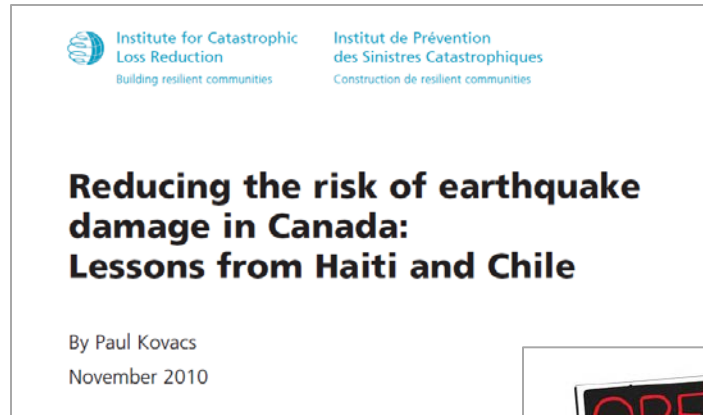 Institute for Catastrophic
Loss Reduction
Building resilient communities
Institut de Prévention
des Sinistres Catastrophiques
Construction de resilient communities
Reducing the risk of earthquake
damage in Canada:
Lessons from Haiti and Chile
By Paul Kovacs
November 2010